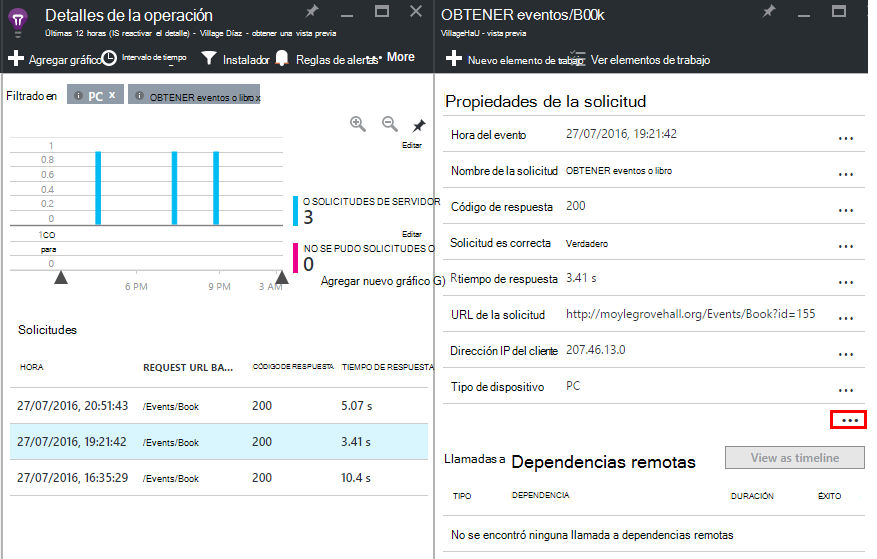 Detalles de la operación
Últimas 12 horas (IS reactivar el detalle) - Village Díaz - obtener una vista previa
Agregar gráfico Intervalo de tiempo Instalador Reglas de alertas ... More
Filtrado en PC x OBTENER eventos o libro x
Editar
1
0.8
0.6
0.4
0.2
0
O SOLICITUDES DE SERVIDOR
3
Editar
1CO
para
0
NO SE PUDO SOLICITUDES O
0
6 PM 9 PM 3 AM
Agregar nuevo gráfico G)
Solicitudes
HORA REQUEST URL BA... CÓDIGO DE RESPUESTA TIEMPO DE RESPUESTA
27/07/2016, 20:51:43 /Events/Book 200 5.07 s
27/07/2016, 19:21:42 /Events/Book 200 3.41 s
27/07/2016, 16:35:29 /Events/Book 200 10.4 s
OBTENER eventos/B00k
VillageHaU - vista previa
Nuevo elemento de trabajo Ver elementos de trabajo
Propiedades de la solicitud
Hora del evento 27/07/2016, 19:21:42 ...
Nombre de la solicitud OBTENER eventos o libro ...
Código de respuesta 200 ...
Solicitud es correcta Verdadero ...
Rtiempo de respuesta 3.41 s ...
URL de la solicitud http://moylegrovehall.org/Events/Book?id=155 ...
Dirección IP del cliente 207.46.13.0 ...
Tipo de dispositivo PC ...
...
Llamadas a Dependencias remotas View as timeline
TIPO DEPENDENCIA DURACIÓN ÉXITO
No se encontró ninguna llamada a dependencias remotas